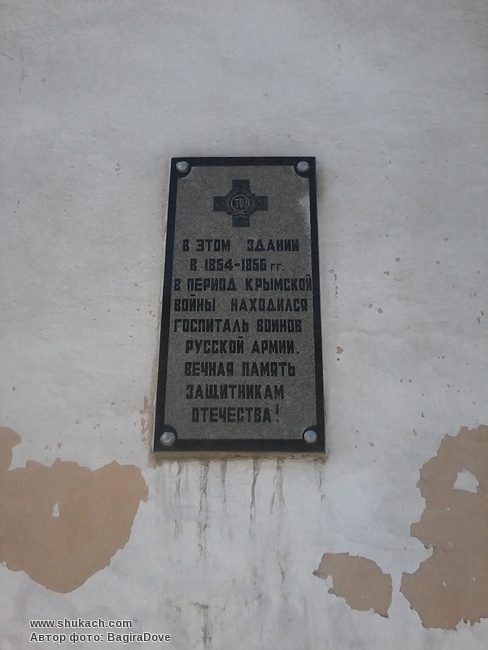 В ЭТОМ ЗДАНИИ
В 1854-1856 гг.
В ПЕРИОД КРЫМСКОЙ
ВОЙНЫ НАХОДИЛСЯ
ГОСПИТАЛЬ ВОИНОВ
РУССКОЙ АРМИИ.
ВЕЧНАЯ ПАМЯТЬ
ЗАЩИТНИКАМ
ОТЕЧЕСТВА!
www.shukach.com
Автор фото: BagiraDove